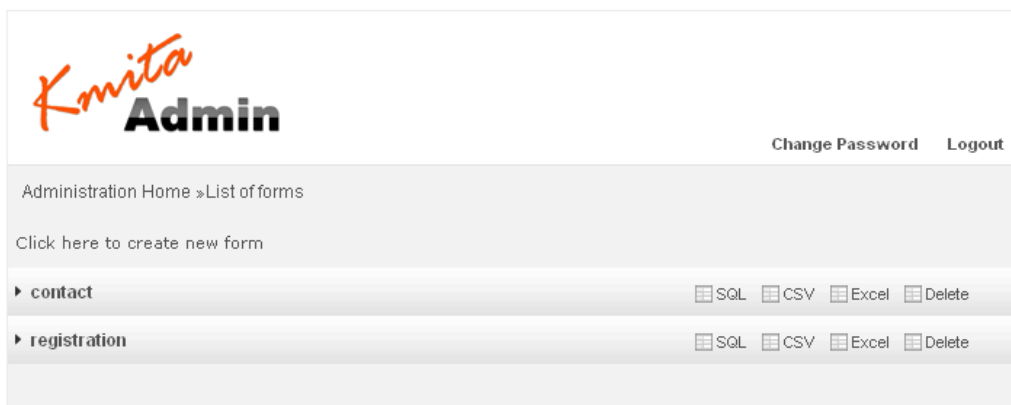 Kmita
Admin
Change Password Logout
Administration Home »List of forms
Click here to create new form
contact SQL CSV Excel Delete
registration SQL CSV Excel Delete